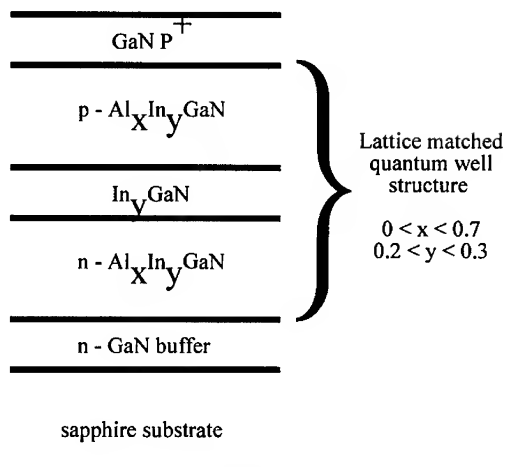 GaN P+
p - AlxInyGaN
InyGaN
n - AlxInyGaN
n - GaN buffer
sapphire substrate
Lattice matched
quantum well
structure
0 < x < 0.7
0.2 < y < 0.3